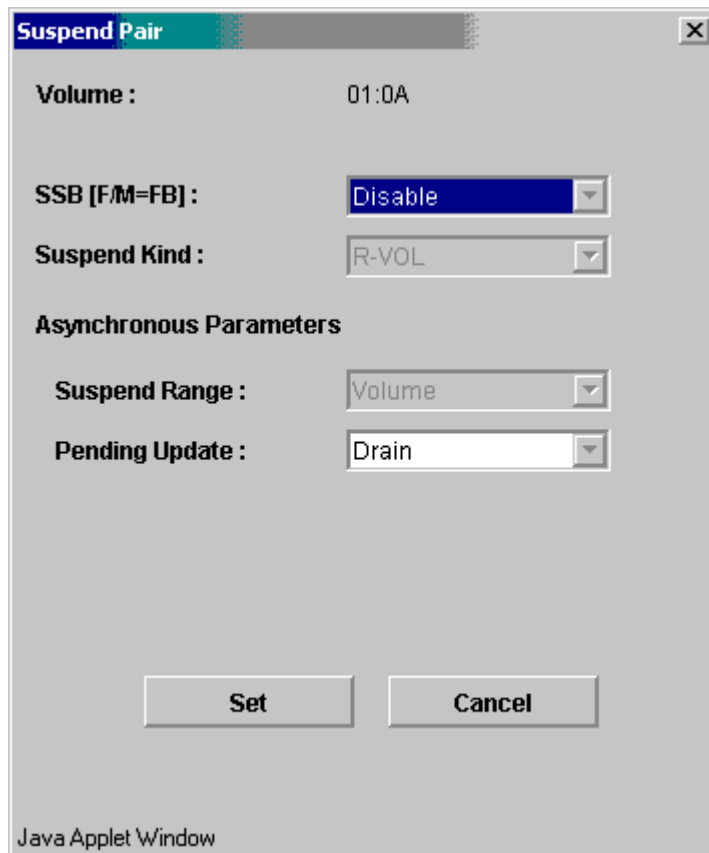 Suspend Pair
Volume : 01:0A
SSB [F/M=FB] : Disable
Suspend Kind : R-VOL
Asynchronous Parameters
Suspend Range : Volume
Pending Update : Drain
Set Cancel
Java Applet Window